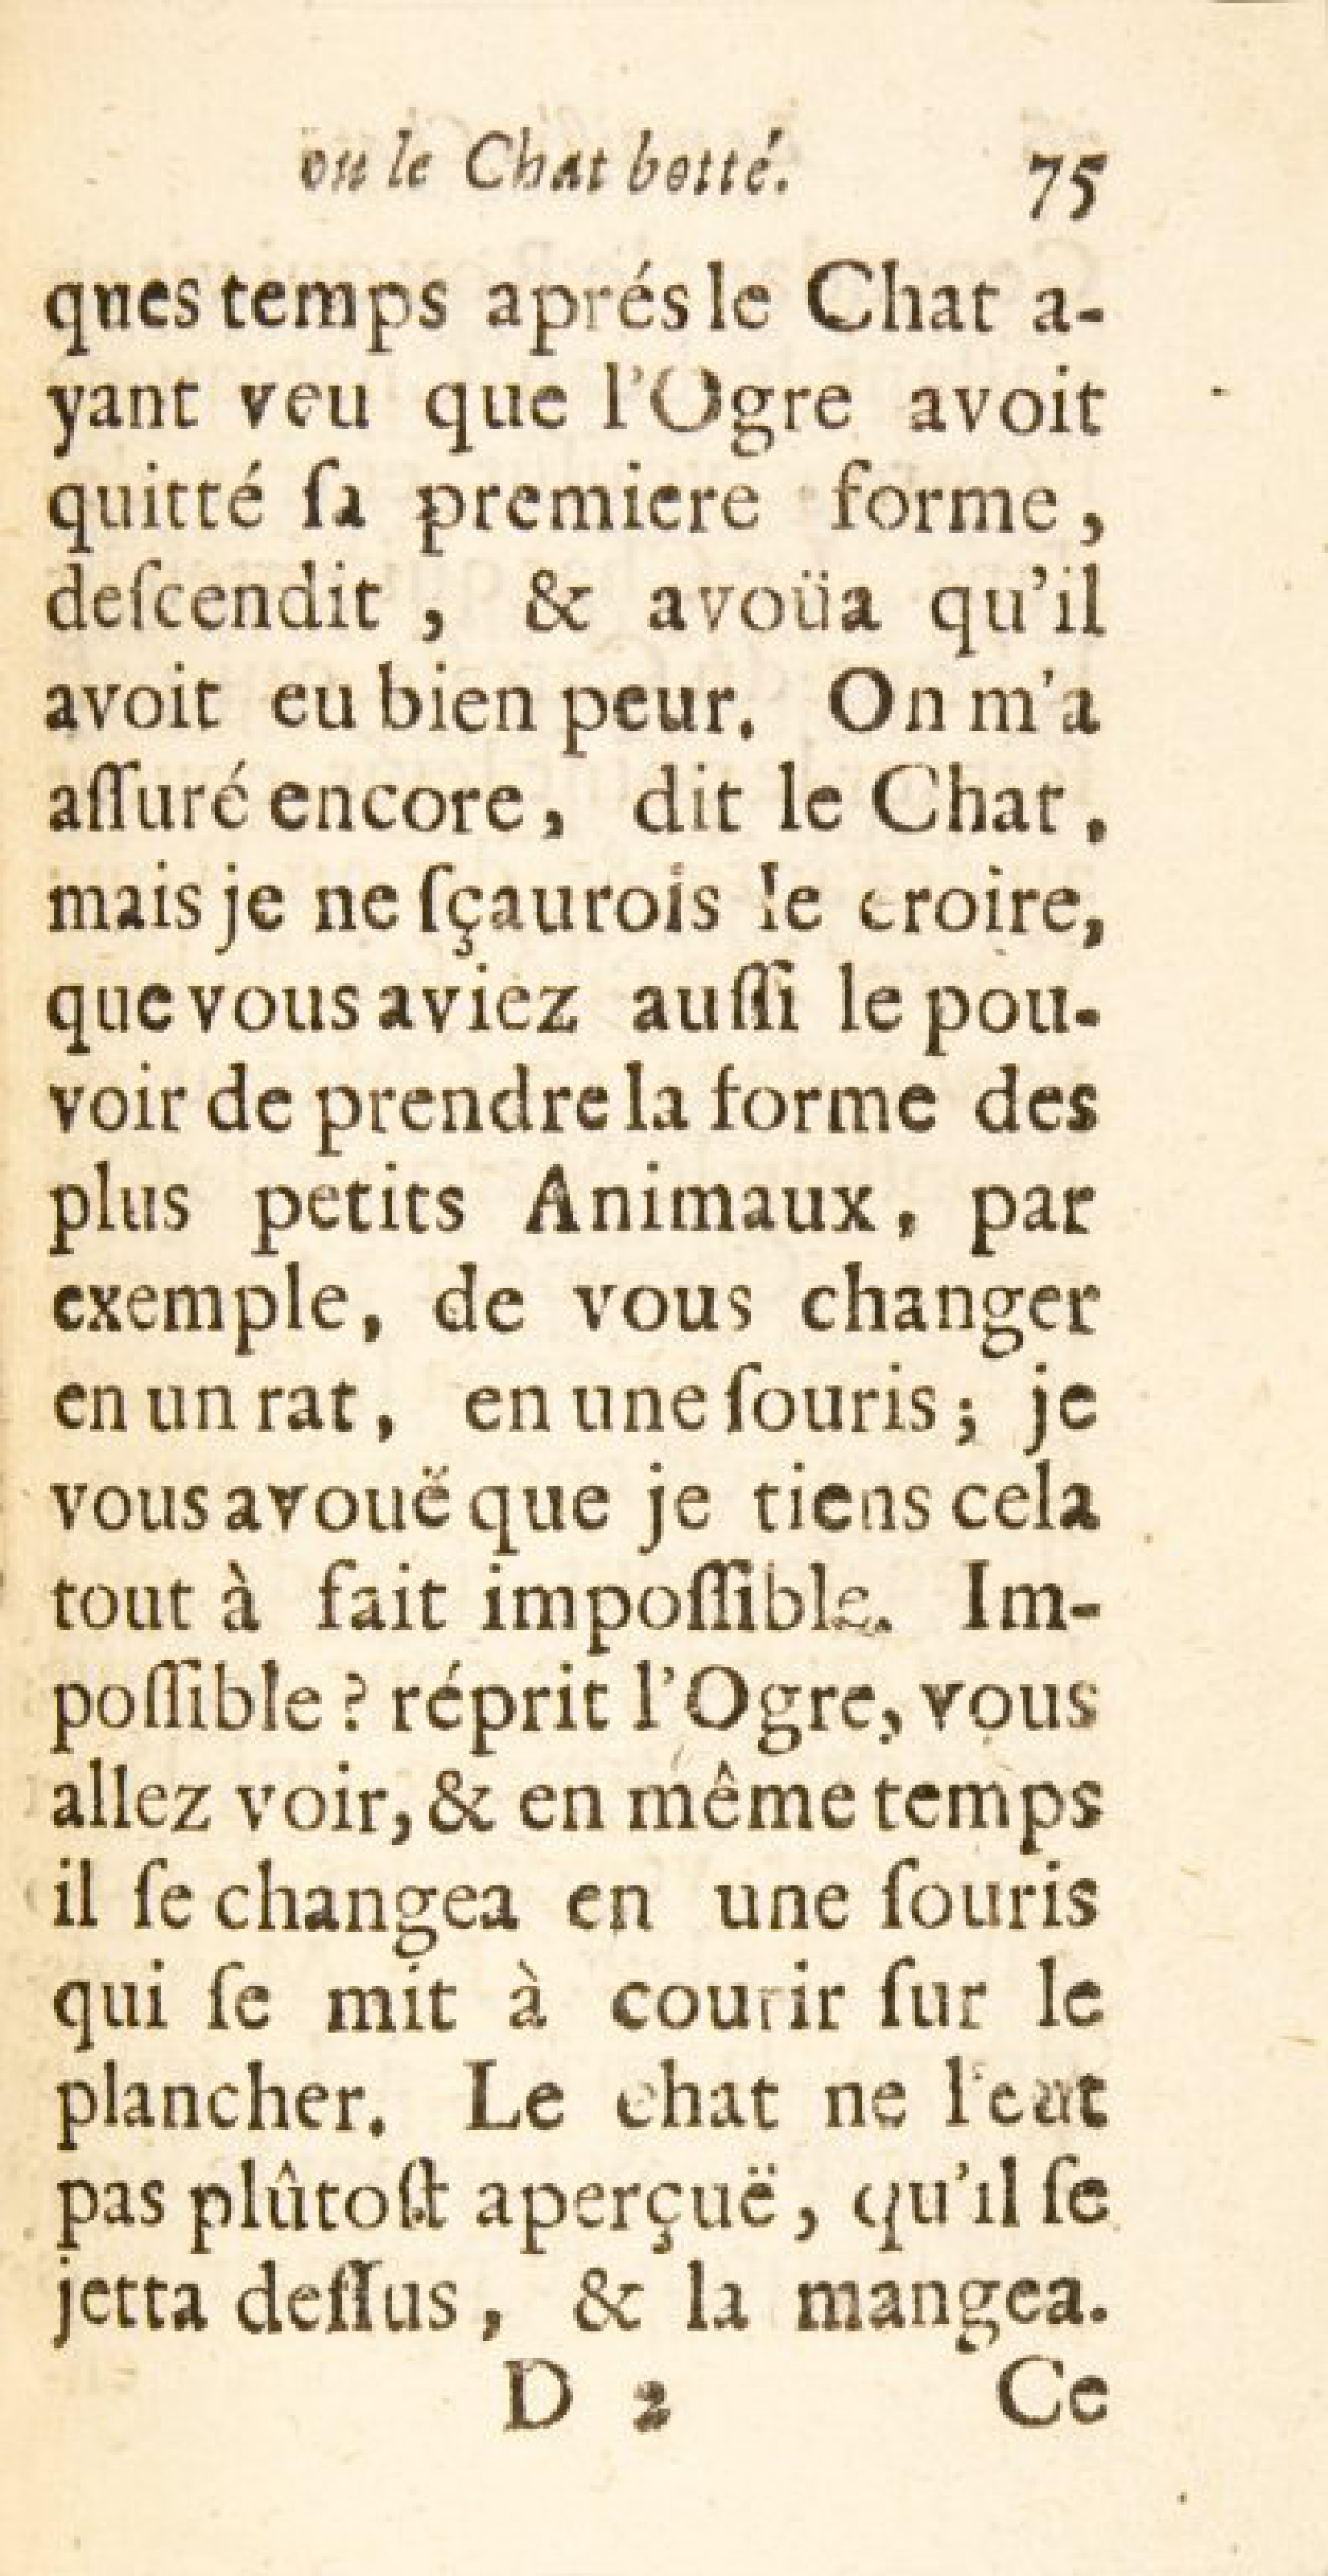 ou le Chat botté. 75
ques temps aprés le Chat a-
yant veu que l'Ogre avoit
quitté ſa premiere forme,
deſcendit, & avoüa qu'il
avoit eu bien peur. On m'a
aſſuré encore, dit le Chat,
mais je ne ſçaurois le croire,
que vous aviez auſſi le pou-
voir de prendre la forme des
plus petits Animaux, par
exemple, de vous changer
en un rat, en une ſouris; je
vous avouë que je tiens cela
tout à fait impoſſible. Im-
poſſible? réprit l'Ogre, vous
allez voir, & en même temps
il ſe changea en une ſouris
qui ſe mit à courir ſur le
plancher. Le chat ne l'eut
pas plûtoſt aperçuë, qu'il ſe
jetta deſſus, & la mangea.
D 2 Ce